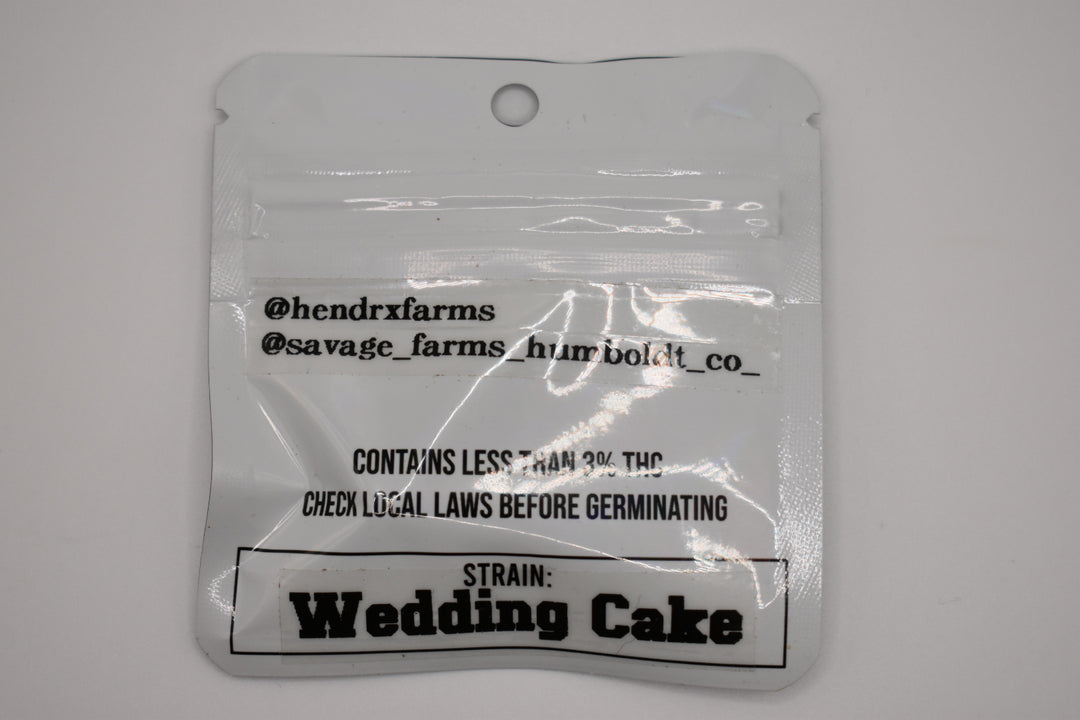 @hendrxfarms
@savage_farms_humboldt_co_
CONTAINS LESS THAN 3% THC
CHECK LOCAL LAWS BEFORE GERMINATING
STRAIN:
Wedding Cake